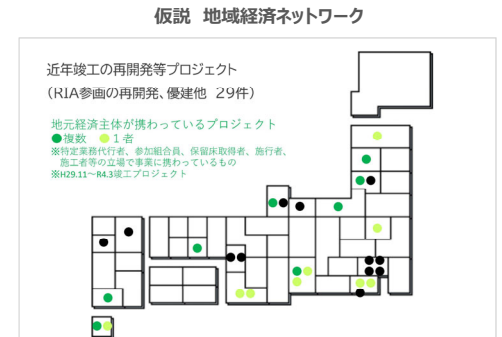 仮説 地域経済ネットワーク
近年竣工の再開発等プロジェクト
（RIA参画の再開発、優建他 29件）
地元経済主体が携わっているプロジェクト
●複数 ●１者
※特定業務代行者、参加組合員、保留床取得者、施行者、
施工者等の立場で事業に携わっているもの
※H29.11～R4.3竣工プロジェクト